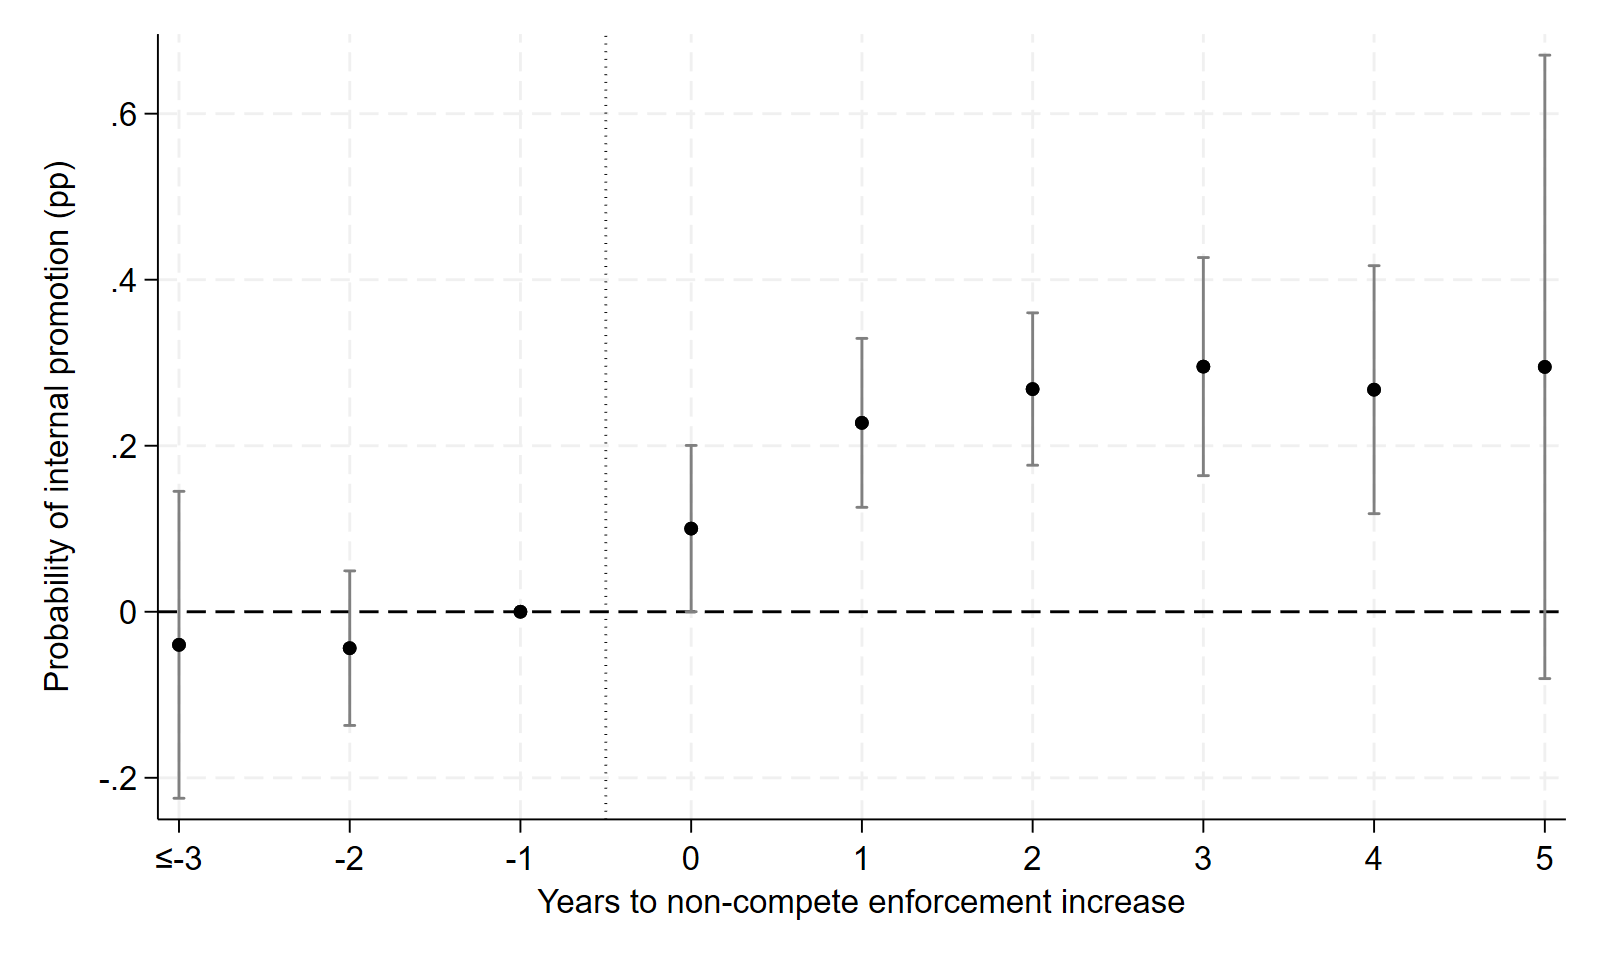 Probability of internal promotion (pp)
.6
.4
.2
0
-.2
≤-3 -2 -1 0 1 2 3 4 5
Years to non-compete enforcement increase